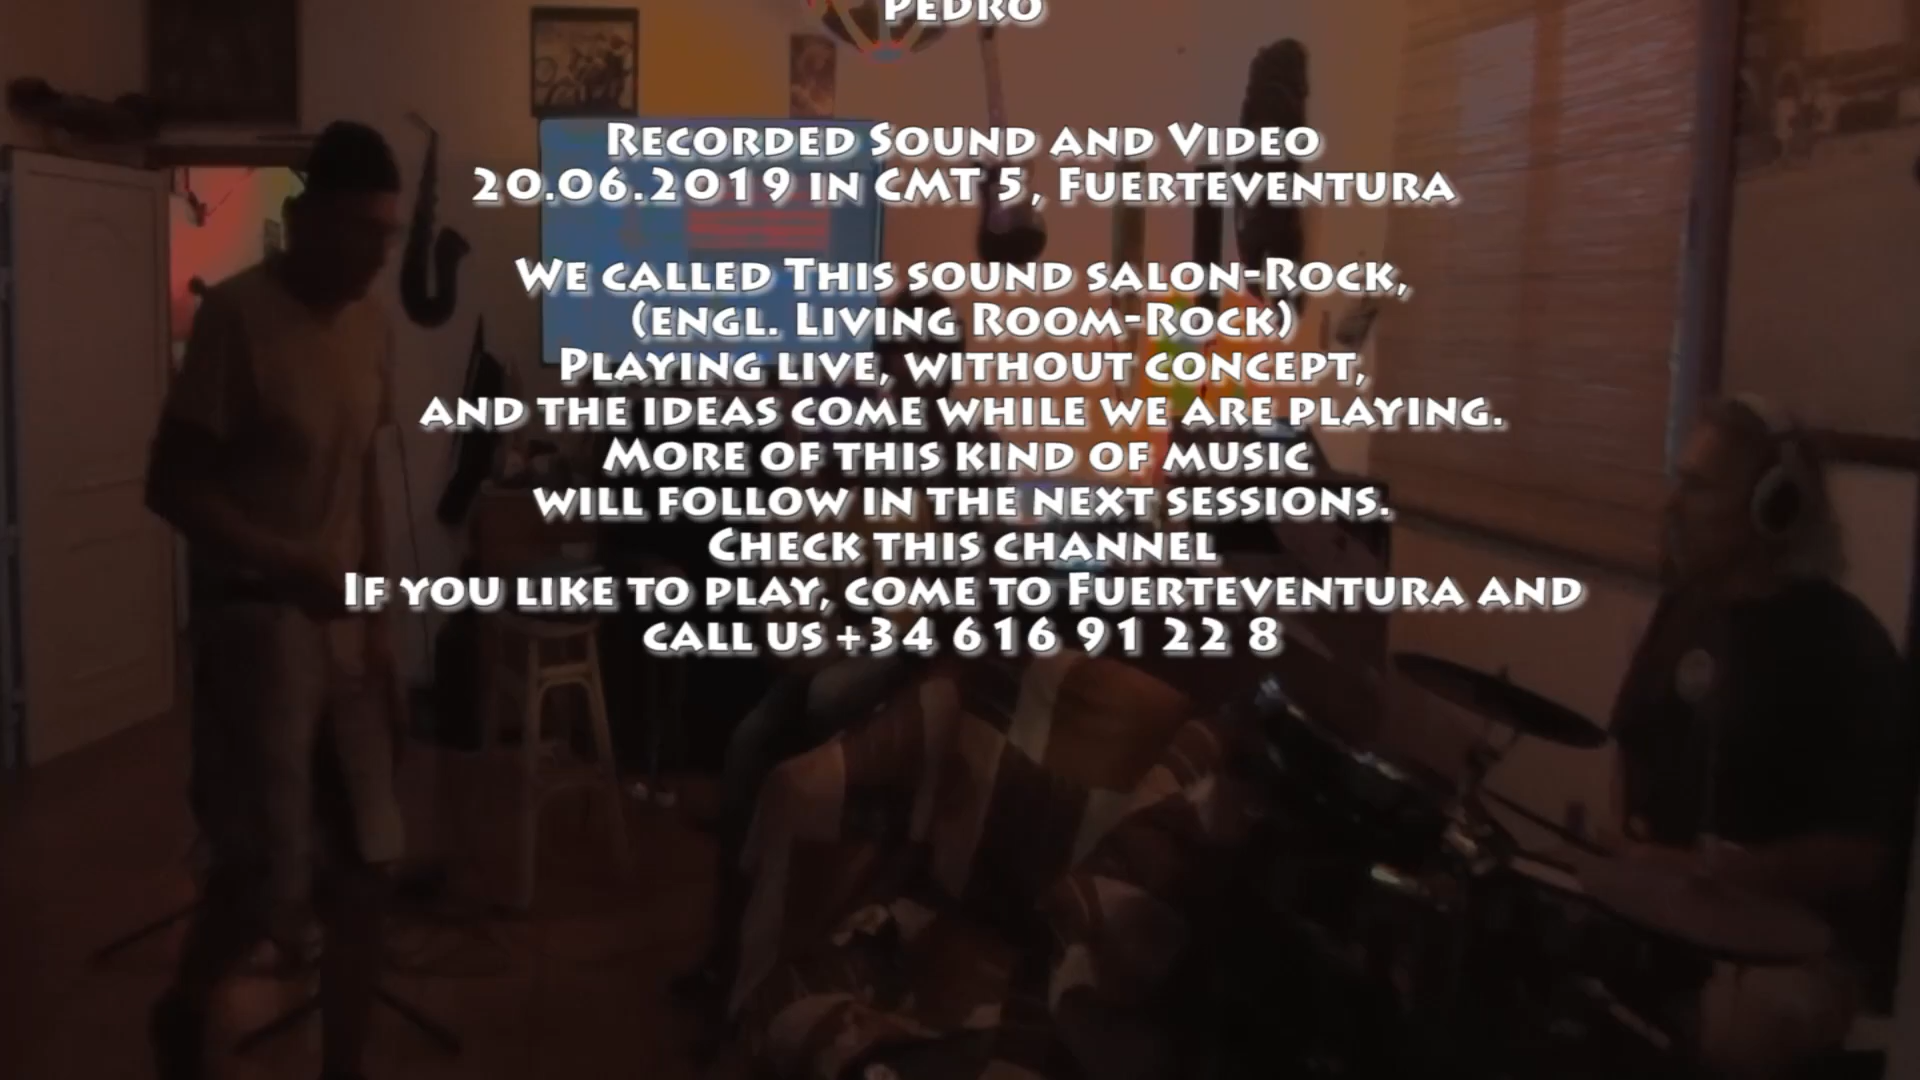 PEDRO
RECORDED SOUND AND VIDEO
20.06.2019 IN CMT 5, FUERTEVENTURA
WE CALLED THIS SOUND SALON-ROCK,
(ENGL. LIVING ROOM-ROCK)
PLAYING LIVE, WITHOUT CONCEPT,
AND THE IDEAS COME WHILE WE ARE PLAYING.
MORE OF THIS KIND OF MUSIC
WILL FOLLOW IN THE NEXT SESSIONS.
CHECK THIS CHANNEL
IF YOU LIKE TO PLAY, COME TO FUERTEVENTURA AND
CALL US +34 616 91 22 8